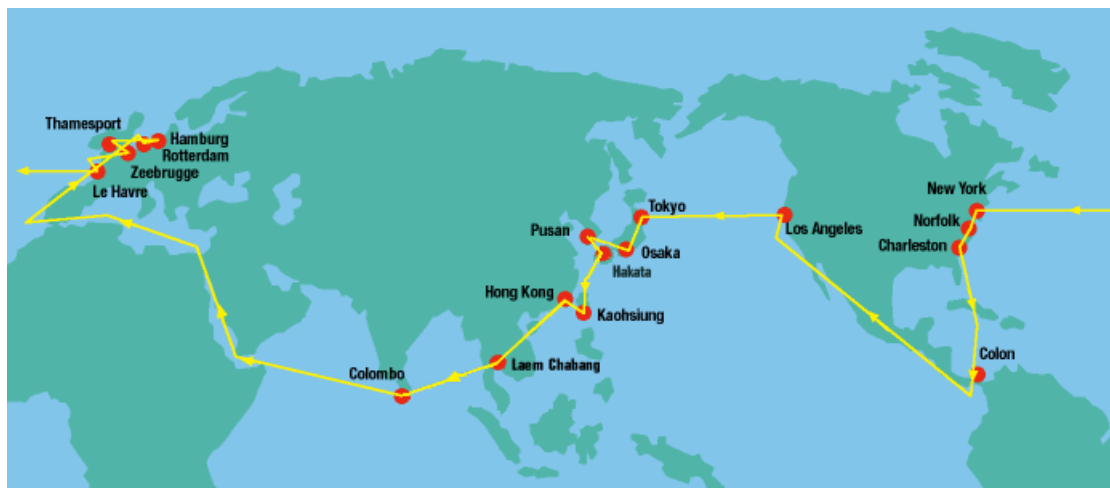 Thamesport
Hamburg
Rotterdam
Zeebrugge
Le Havre
New York
Tokyo
Norfolk
Los Angeles
Pusan
Charleston
Osaka
Hakata
Hong Kong
Kaohsiung
Colon
Laem Chabang
Colombo